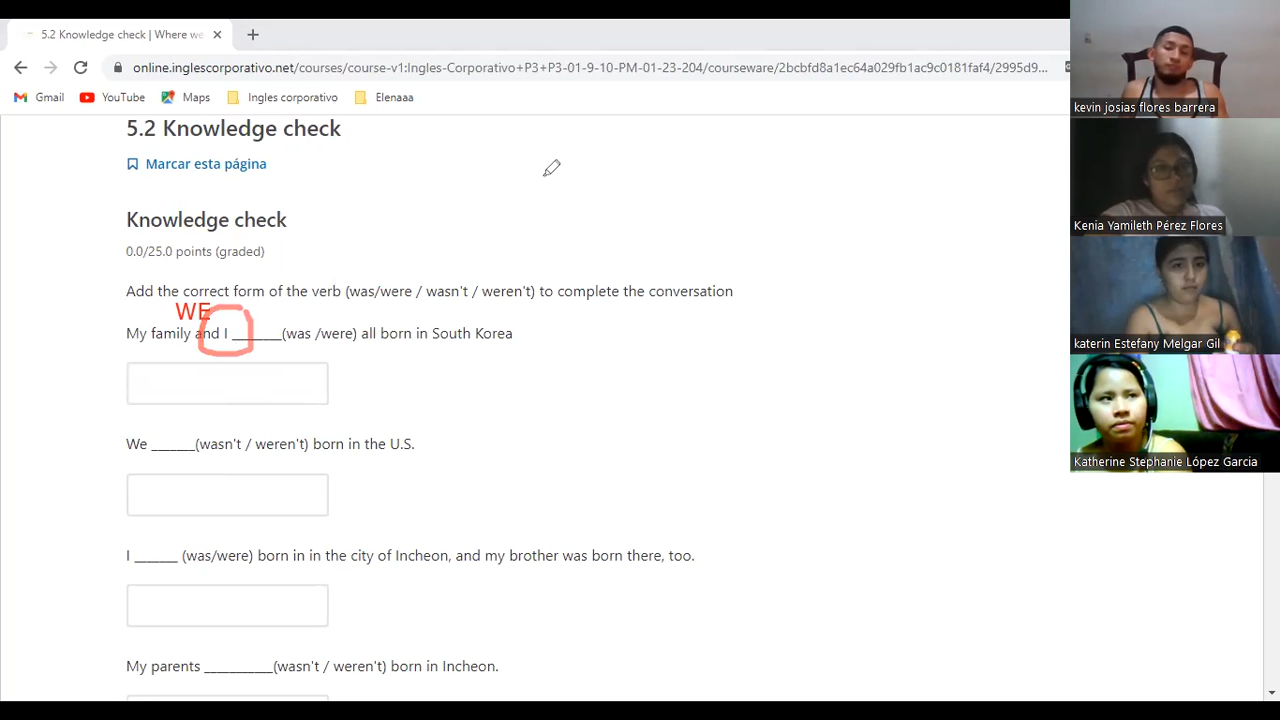 5.2 Knowledge check | Where we
online.inglescorporativo.net/courses/course-v1:Ingles-Corporativo+P3+P3-01-9-10-PM-01-23-204/courseware/2bcbfd8a1ec64a029fb1ac9c0181faf4/2995d9...
Gmail YouTube Maps Ingles corporativo Elenaaa
5.2 Knowledge check
Marcar esta página
Knowledge check
0.0/25.0 points (graded)
Add the correct form of the verb (was/were / wasn't / weren't) to complete the conversation
WE
My family and I ________(was /were) all born in South Korea
We ______(wasn't / weren't) born in the U.S.
I ______ (was/were) born in in the city of Incheon, and my brother was born there, too.
My parents __________(wasn't / weren't) born in Incheon.
kevin josias flores barrera
Kenia Yamileth Pérez Flores
katerin Estefany Melgar Gil
Katherine Stephanie López Garcia